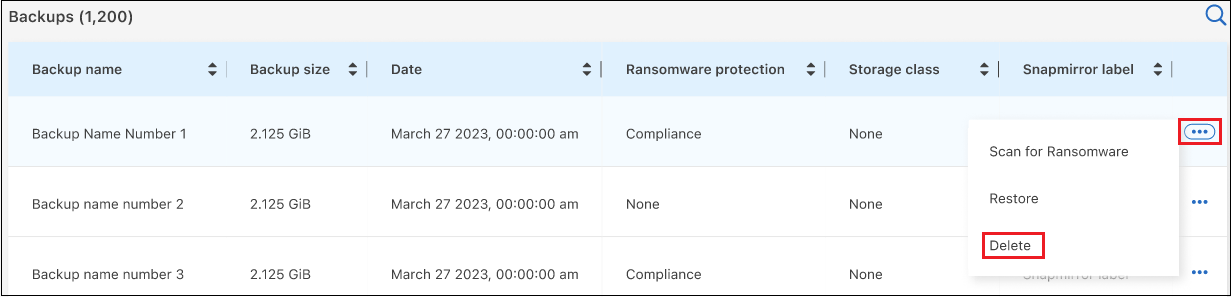 Backups (1,200)
Backup name Backup size Date Ransomware protection Storage class Snapmirror label
Backup Name Number 1 2.125 GiB March 27 2023, 00:00:00 am Compliance None
Scan for Ransomware
Backup name number 2 2.125 GiB March 27 2023, 00:00:00 am None None
Restore
Delete
Backup name number 3 2.125 GiB March 27 2023, 00:00:00 am Compliance None Snapmirror label